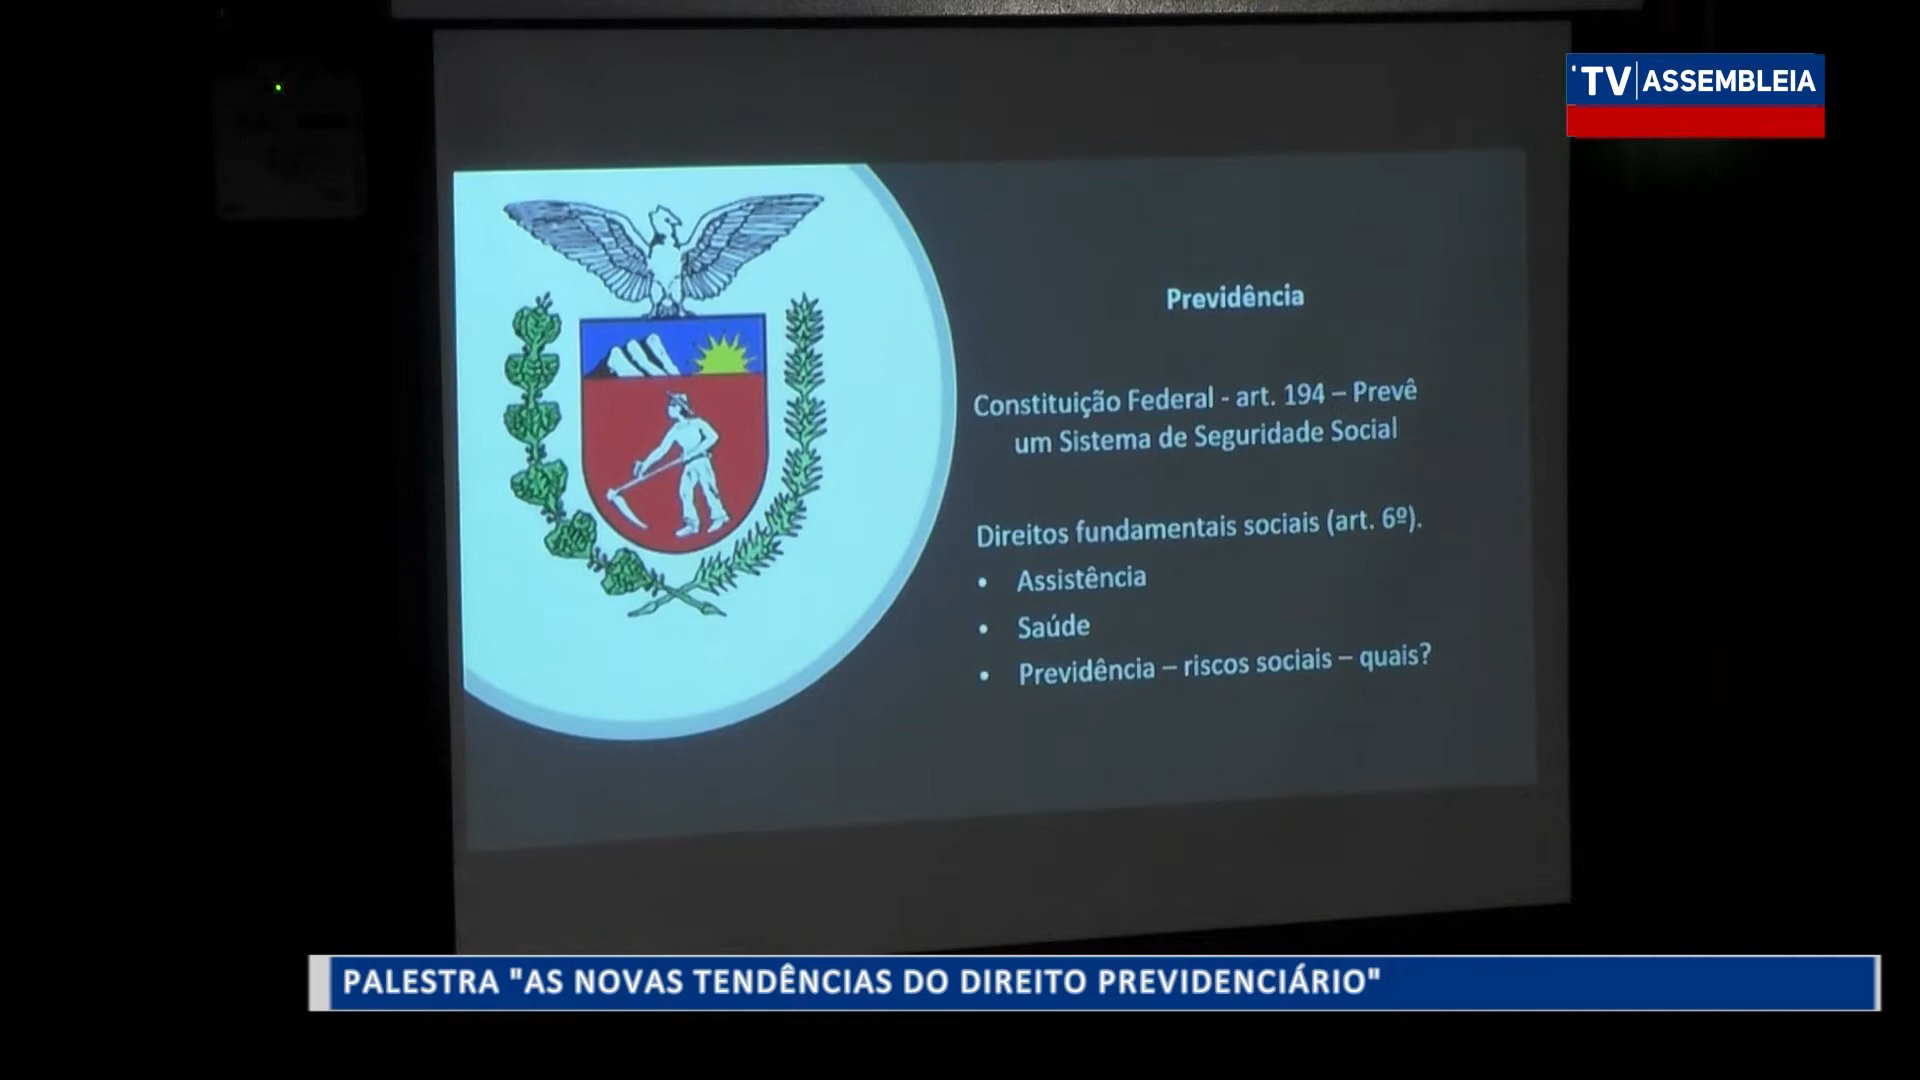 TV ASSEMBLEIA
Previdência
Constituição Federal - art. 194 – Prevê
um Sistema de Seguridade Social
Direitos fundamentais sociais (art. 6º).
• Assistência
• Saúde
• Previdência – riscos sociais – quais?
PALESTRA "AS NOVAS TENDÊNCIAS DO DIREITO PREVIDENCIÁRIO"